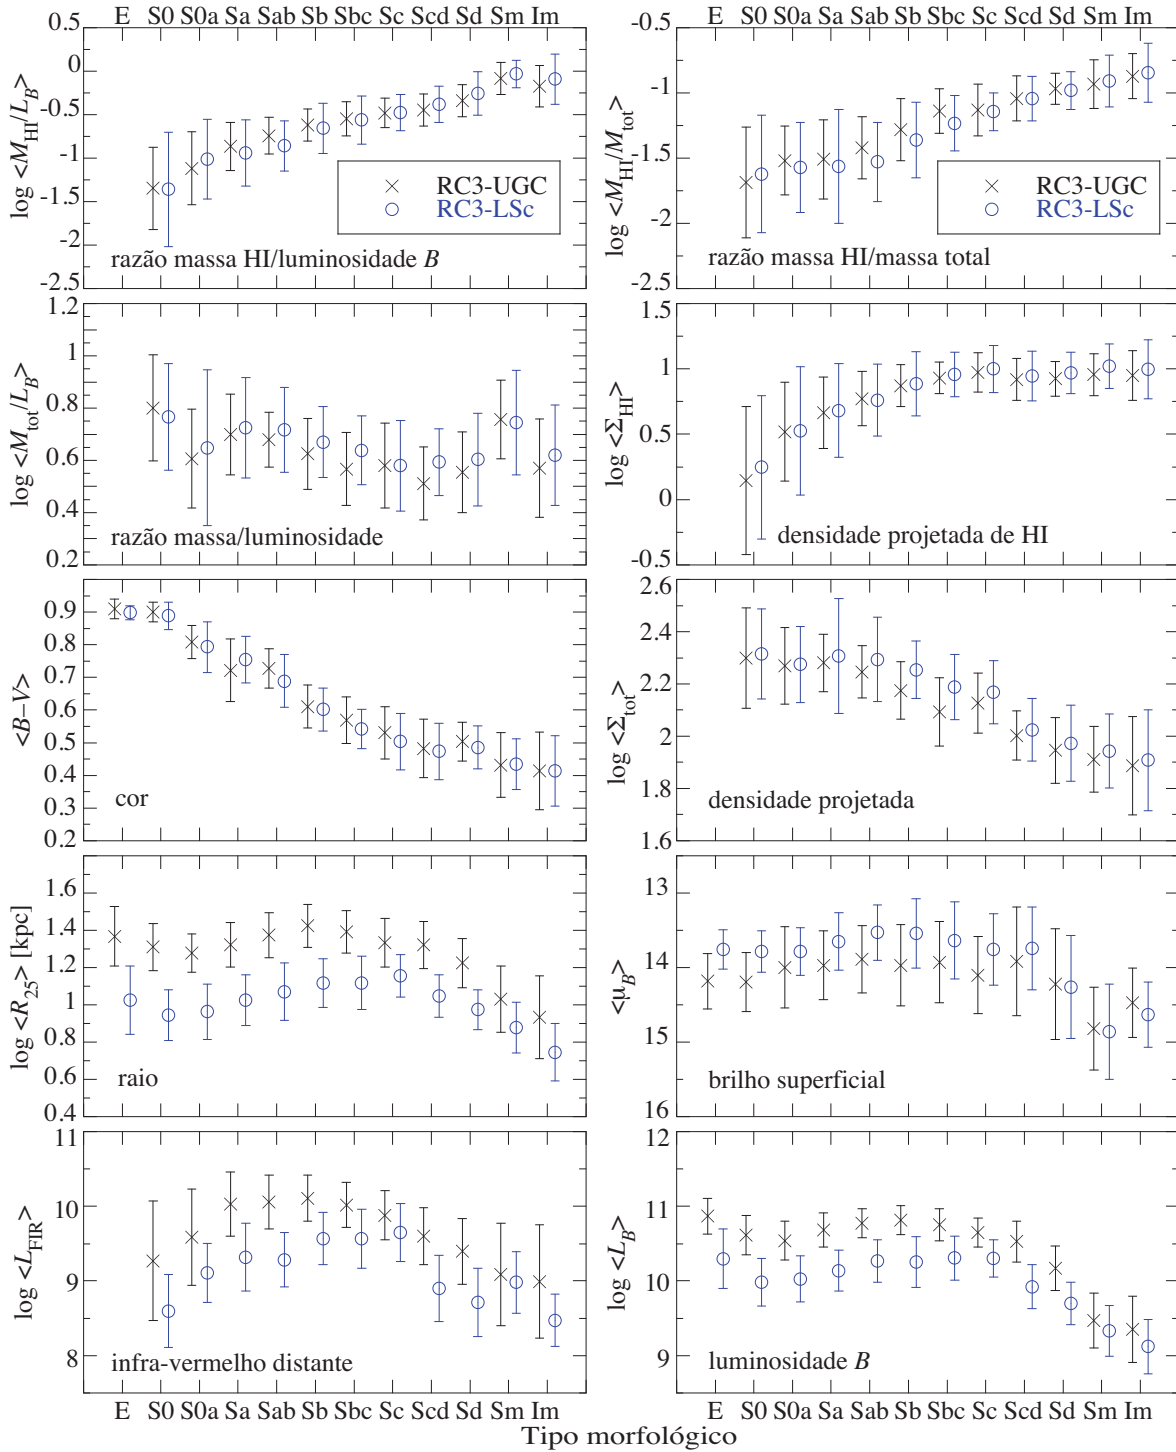 E S0 S0a Sa Sab Sb Sbc Sc Scd Sd Sm Im
E S0 S0a Sa Sab Sb Sbc Sc Scd Sd Sm Im
log <M_HI/L_B>
0.5
0
-0.5
-1
-1.5
-2
-2.5
RC3-UGC
RC3-LSc
razão massa HI/luminosidade B
log <M_HI/M_tot>
-0.5
-1
-1.5
-2
-2.5
RC3-UGC
RC3-LSc
razão massa HI/massa total
log <M_tot/L_B>
1.2
1
0.8
0.6
0.4
0.2
razão massa/luminosidade
log <Σ_HI>
1.5
1
0.5
0
-0.5
densidade projetada de HI
<B–V>
0.9
0.8
0.7
0.6
0.5
0.4
0.3
0.2
cor
log <Σ_tot>
2.6
2.4
2.2
2
1.8
1.6
densidade projetada
log <R_25> [kpc]
1.6
1.4
1.2
1
0.8
0.6
0.4
raio
<μ_B>
13
14
15
16
brilho superficial
log <L_FIR>
11
10
9
8
infra-vermelho distante
log <L_B>
12
11
10
9
luminosidade B
E S0 S0a Sa Sab Sb Sbc Sc Scd Sd Sm Im
E S0 S0a Sa Sab Sb Sbc Sc Scd Sd Sm Im
Tipo morfológico